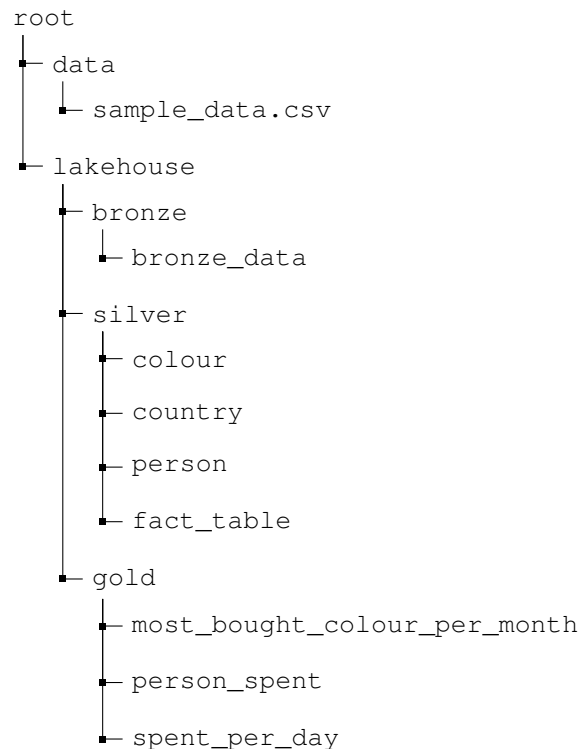 root
data
sample_data.csv
lakehouse
bronze
bronze_data
silver
colour
country
person
fact_table
gold
most_bought_colour_per_month
person_spent
spent_per_day